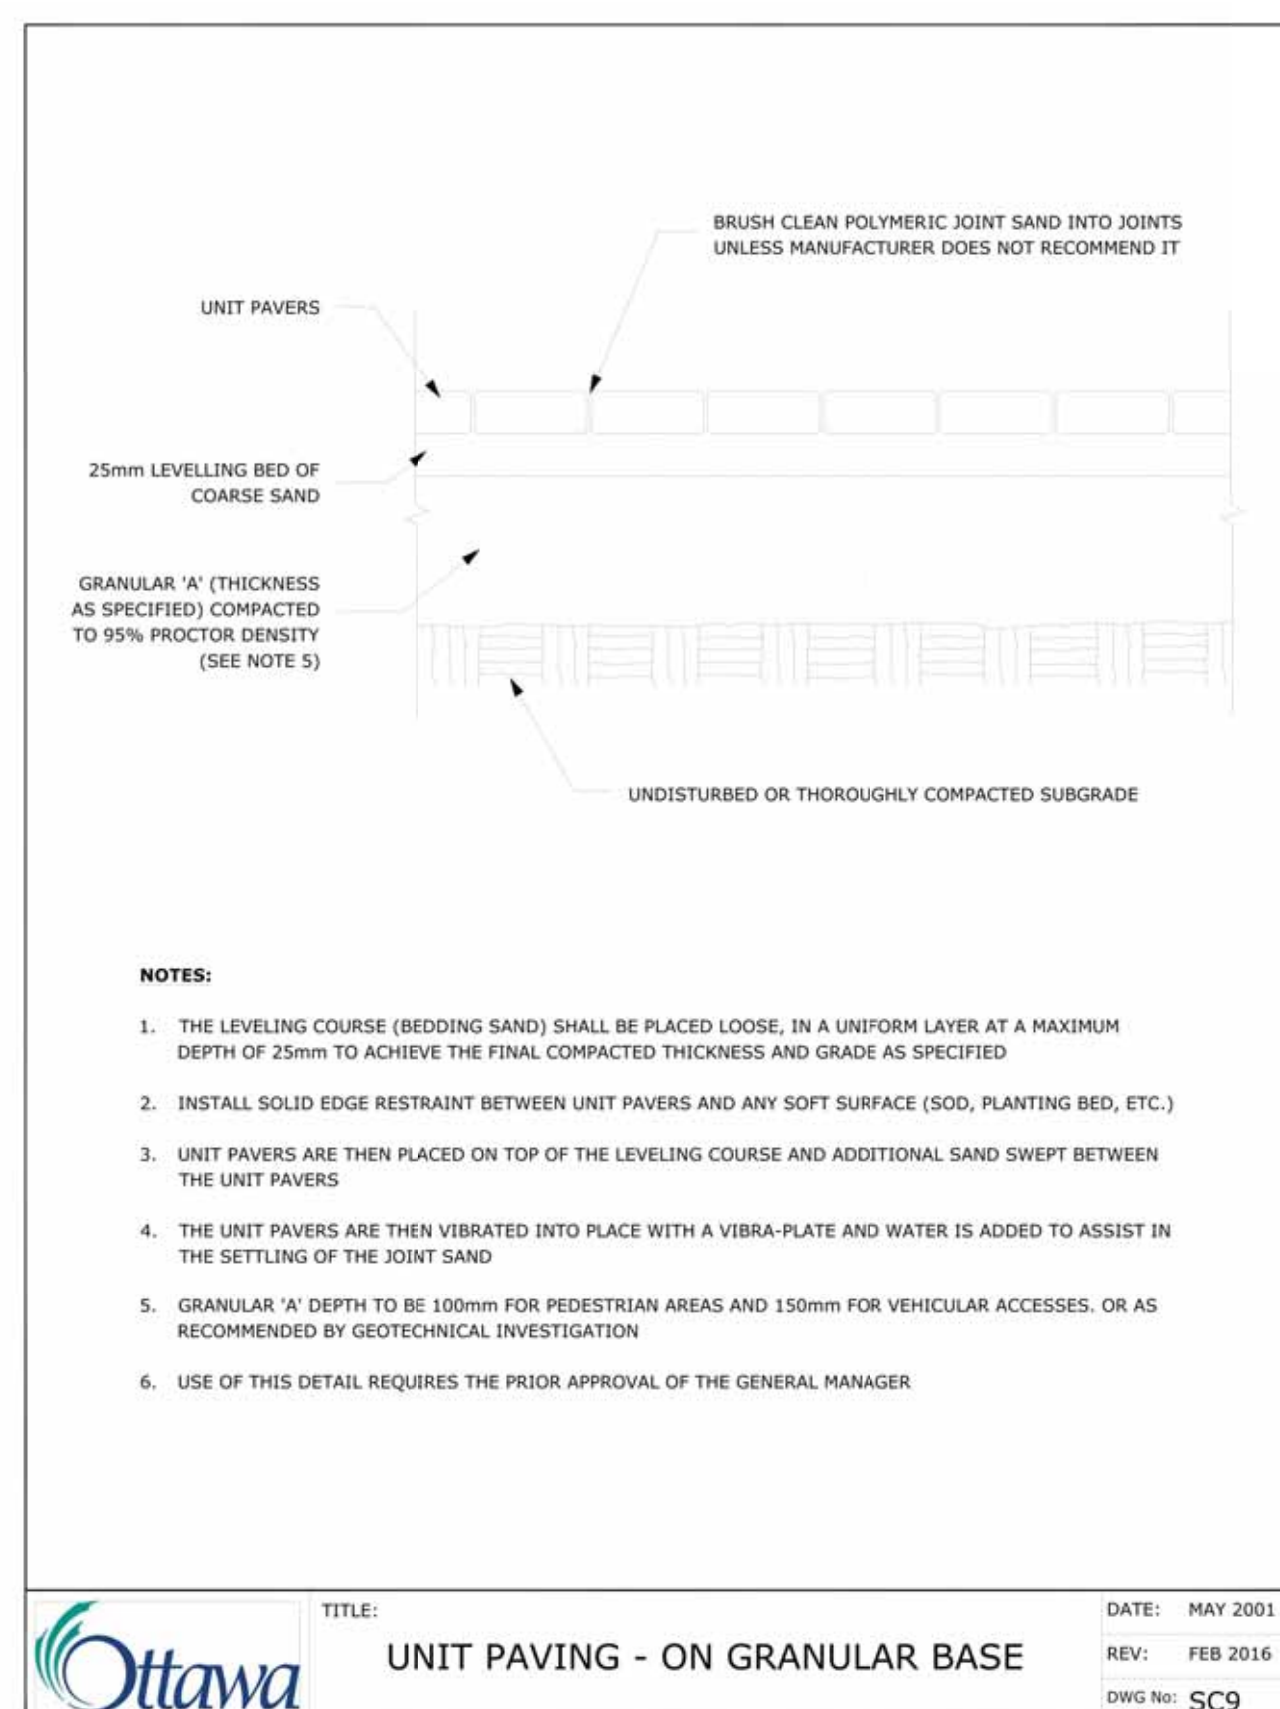 BRUSH CLEAN POLYMERIC JOINT SAND INTO JOINTS
UNLESS MANUFACTURER DOES NOT RECOMMEND IT
UNIT PAVERS
25mm LEVELLING BED OF
COARSE SAND
GRANULAR 'A' (THICKNESS
AS SPECIFIED) COMPACTED
TO 95% PROCTOR DENSITY
(SEE NOTE 5)
UNDISTURBED OR THOROUGHLY COMPACTED SUBGRADE
NOTES:
1. THE LEVELING COURSE (BEDDING SAND) SHALL BE PLACED LOOSE, IN A UNIFORM LAYER AT A MAXIMUM
DEPTH OF 25mm TO ACHIEVE THE FINAL COMPACTED THICKNESS AND GRADE AS SPECIFIED
2. INSTALL SOLID EDGE RESTRAINT BETWEEN UNIT PAVERS AND ANY SOFT SURFACE (SOD, PLANTING BED, ETC.)
3. UNIT PAVERS ARE THEN PLACED ON TOP OF THE LEVELING COURSE AND ADDITIONAL SAND SWEPT BETWEEN
THE UNIT PAVERS
4. THE UNIT PAVERS ARE THEN VIBRATED INTO PLACE WITH A VIBRA-PLATE AND WATER IS ADDED TO ASSIST IN
THE SETTLING OF THE JOINT SAND
5. GRANULAR 'A' DEPTH TO BE 100mm FOR PEDESTRIAN AREAS AND 150mm FOR VEHICULAR ACCESSES. OR AS
RECOMMENDED BY GEOTECHNICAL INVESTIGATION
6. USE OF THIS DETAIL REQUIRES THE PRIOR APPROVAL OF THE GENERAL MANAGER
Ottawa
TITLE:
UNIT PAVING - ON GRANULAR BASE
DATE: MAY 2001
REV: FEB 2016
DWG No: SC9